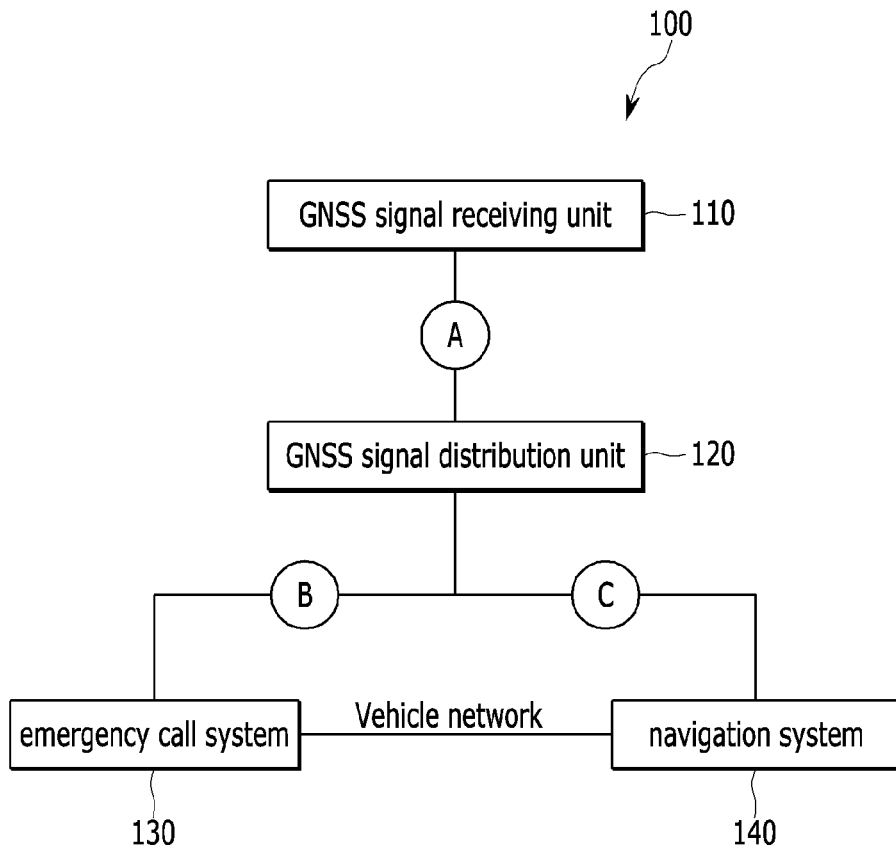 100
GNSS signal receiving unit
110
A
GNSS signal distribution unit
120
B
C
emergency call system
Vehicle network
navigation system
130
140